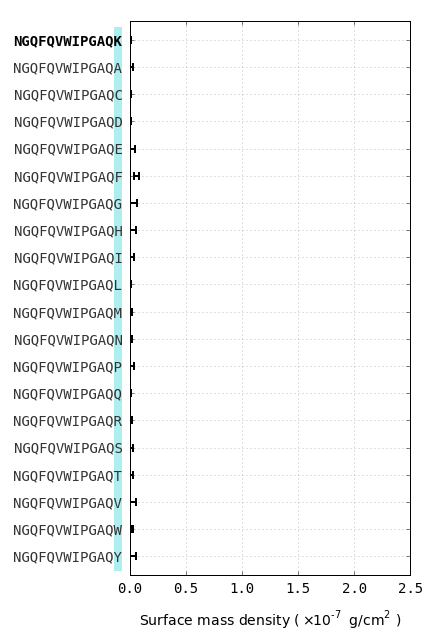 NGQFQVWIPGAQK
NGQFQVWIPGAQA
NGQFQVWIPGAQC
NGQFQVWIPGAQD
NGQFQVWIPGAQE
NGQFQVWIPGAQF
NGQFQVWIPGAQG
NGQFQVWIPGAQH
NGQFQVWIPGAQI
NGQFQVWIPGAQL
NGQFQVWIPGAQM
NGQFQVWIPGAQN
NGQFQVWIPGAQP
NGQFQVWIPGAQQ
NGQFQVWIPGAQR
NGQFQVWIPGAQS
NGQFQVWIPGAQT
NGQFQVWIPGAQV
NGQFQVWIPGAQW
NGQFQVWIPGAQY
0.0 0.5 1.0 1.5 2.0 2.5
Surface mass density ( ×10⁻⁷ g/cm² )